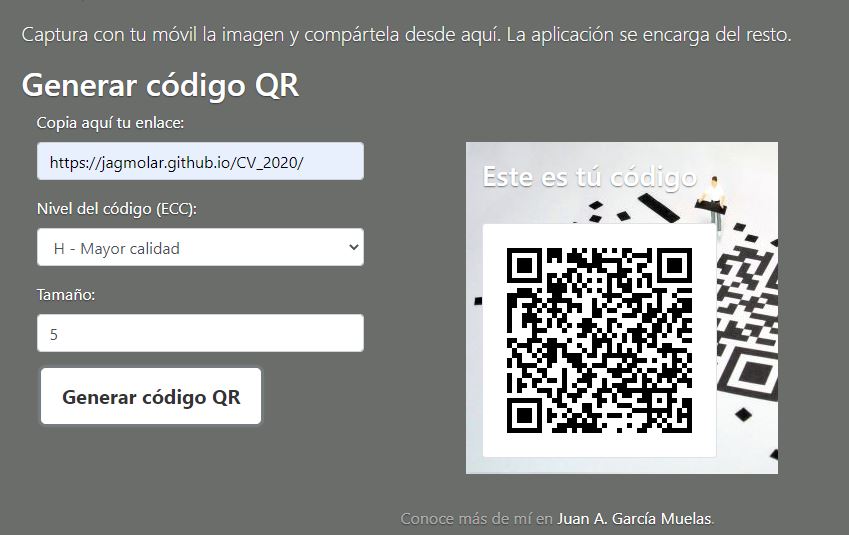 Captura con tu móvil la imagen y compártela desde aquí. La aplicación se encarga del resto.
Generar código QR
Copia aquí tu enlace:
https://jagmolar.github.io/CV_2020/
Nivel del código (ECC):
H - Mayor calidad
Tamaño:
5
Generar código QR
Este es tú código
Conoce más de mí en Juan A. García Muelas.